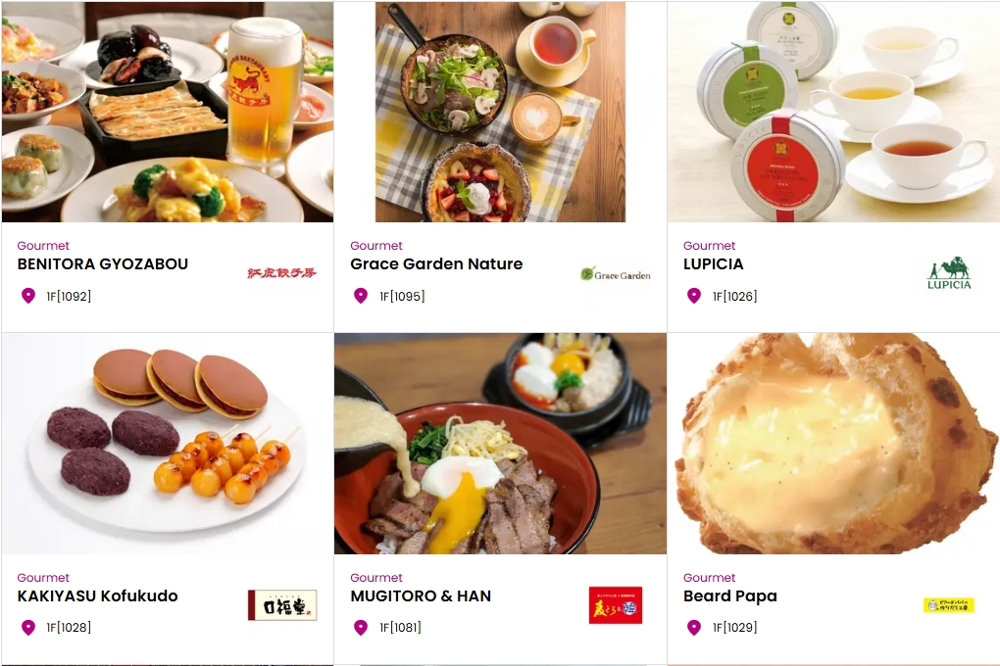 Gourmet
BENITORA GYOZABOU
紅虎餃子房
1F[1092]
Gourmet
Grace Garden Nature
Grace Garden
1F[1095]
Gourmet
LUPICIA
LUPICIA
1F[1026]
Gourmet
KAKIYASU Kofukudo
口福堂
1F[1028]
Gourmet
MUGITORO & HAN
麦とろ&
1F[1081]
Gourmet
Beard Papa
1F[1029]